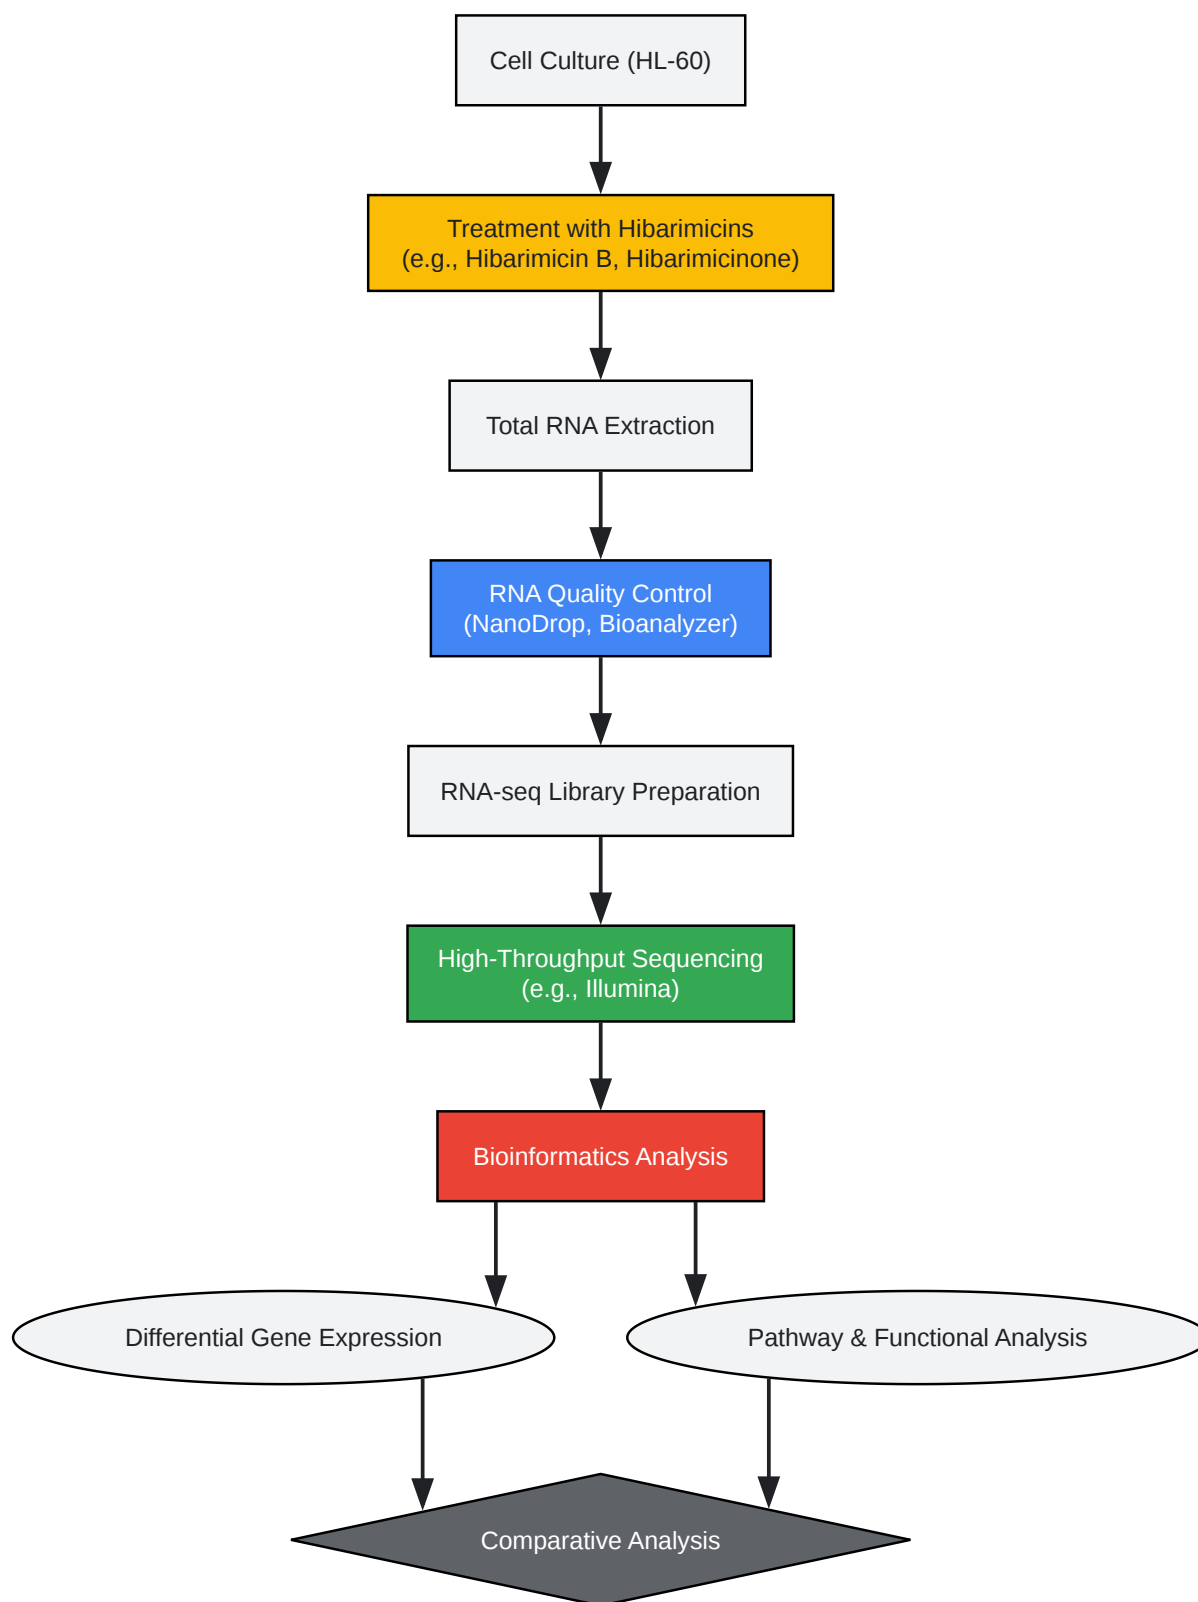 Cell Culture (HL-60)
Treatment with Hibarimicins
(e.g., Hibarimicin B, Hibarimicinone)
Total RNA Extraction
RNA Quality Control
(NanoDrop, Bioanalyzer)
RNA-seq Library Preparation
High-Throughput Sequencing
(e.g., Illumina)
Bioinformatics Analysis
Differential Gene Expression
Pathway & Functional Analysis
Comparative Analysis